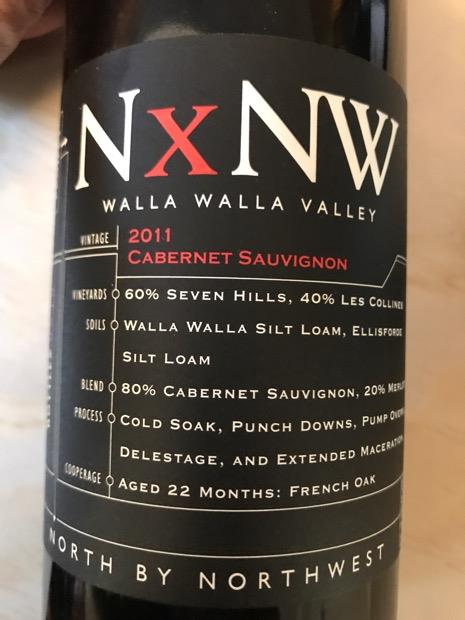 NxNW
WALLA WALLA VALLEY
VINTAGE 2011
CABERNET SAUVIGNON
VINEYARDS 60% SEVEN HILLS, 40% LES COLLINES
SOILS WALLA WALLA SILT LOAM, ELLISFORDE
SILT LOAM
BLEND 80% CABERNET SAUVIGNON, 20% MERLOT
PROCESS COLD SOAK, PUNCH DOWNS, PUMP OVERS,
DELESTAGE, AND EXTENDED MACERATION
COOPERAGE AGED 22 MONTHS: FRENCH OAK
NORTH BY NORTHWEST